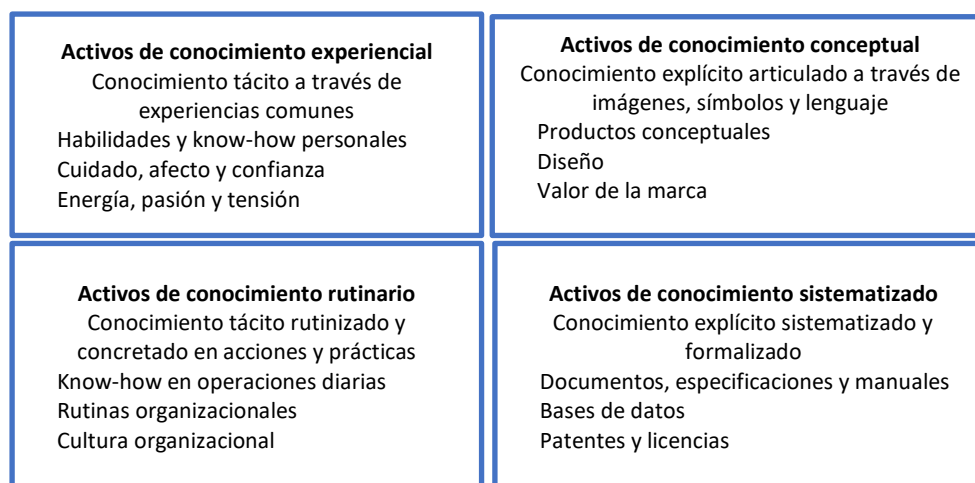 Activos de conocimiento experiencial
Conocimiento tácito a través de
experiencias comunes
Habilidades y know-how personales
Cuidado, afecto y confianza
Energía, pasión y tensión
Activos de conocimiento conceptual
Conocimiento explícito articulado a través de
imágenes, símbolos y lenguaje
Productos conceptuales
Diseño
Valor de la marca
Activos de conocimiento rutinario
Conocimiento tácito rutinizado y
concretado en acciones y prácticas
Know-how en operaciones diarias
Rutinas organizacionales
Cultura organizacional
Activos de conocimiento sistematizado
Conocimiento explícito sistematizado y
formalizado
Documentos, especificaciones y manuales
Bases de datos
Patentes y licencias